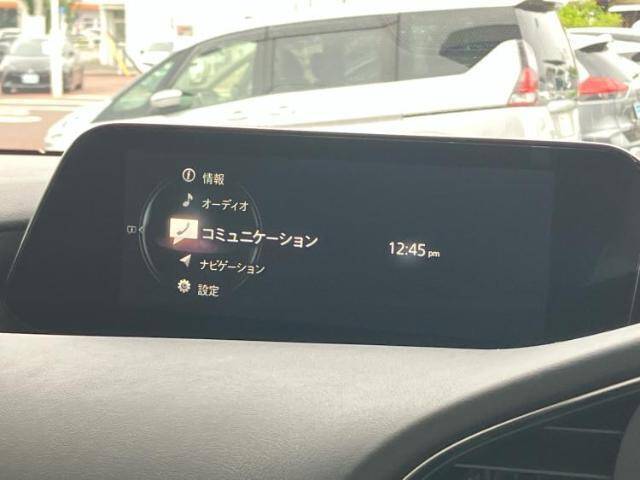 情報
オーディオ
コミュニケーション
12:45 pm
ナビゲーション
設定